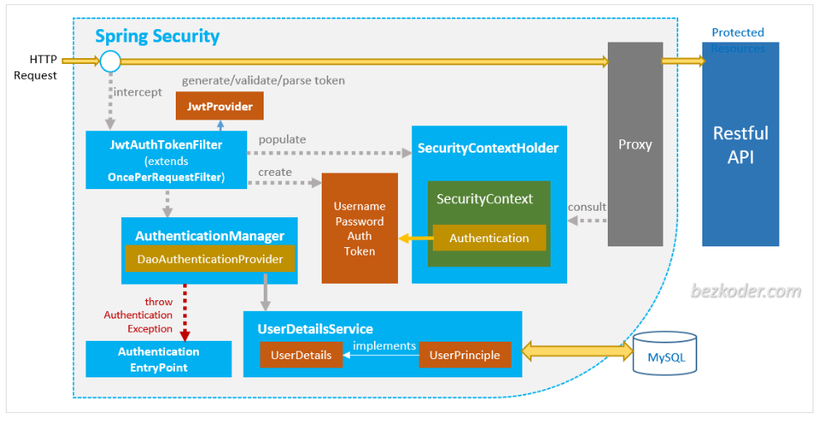 Spring Security
HTTP
Request
Protected
Resources
generate/validate/parse token
intercept
JwtProvider
JwtAuthTokenFilter
(extends
OncePerRequestFilter)
populate
create
SecurityContextHolder
SecurityContext
Authentication
Username
Password
Auth
Token
Proxy
consult
Restful
API
AuthenticationManager
DaoAuthenticationProvider
throw
Authentication
Exception
Authentication
EntryPoint
UserDetailsService
UserDetails
implements
UserPrinciple
MySQL
bezkoder.com